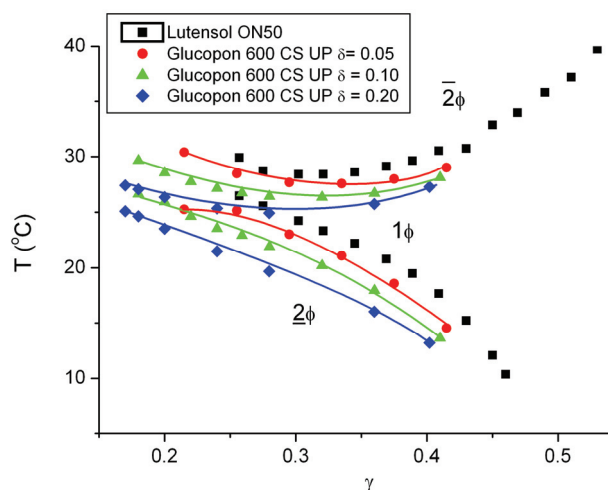 Lutensol ON50
Glucopon 600 CS UP δ= 0.05
Glucopon 600 CS UP δ = 0.10
Glucopon 600 CS UP δ = 0.20
2̅ϕ
1ϕ
2̲ϕ
T (°C)
40
30
20
10
0.2
0.3
0.4
0.5
γ